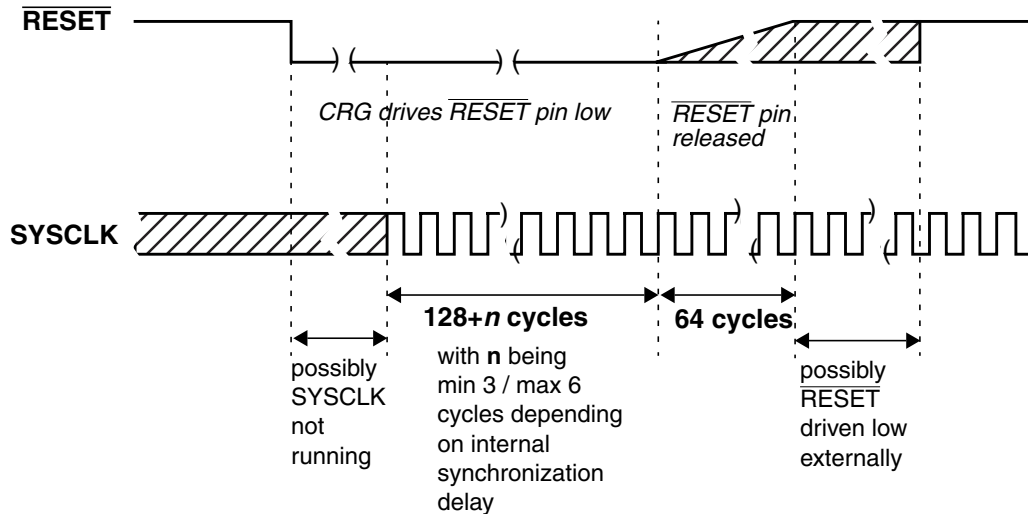 RESET
CRG drives RESET pin low
RESET pin
released
SYSCLK
128+n cycles
with n being
min 3 / max 6
cycles depending
on internal
synchronization
delay
64 cycles
possibly
SYSCLK
not
running
possibly
RESET
driven low
externally